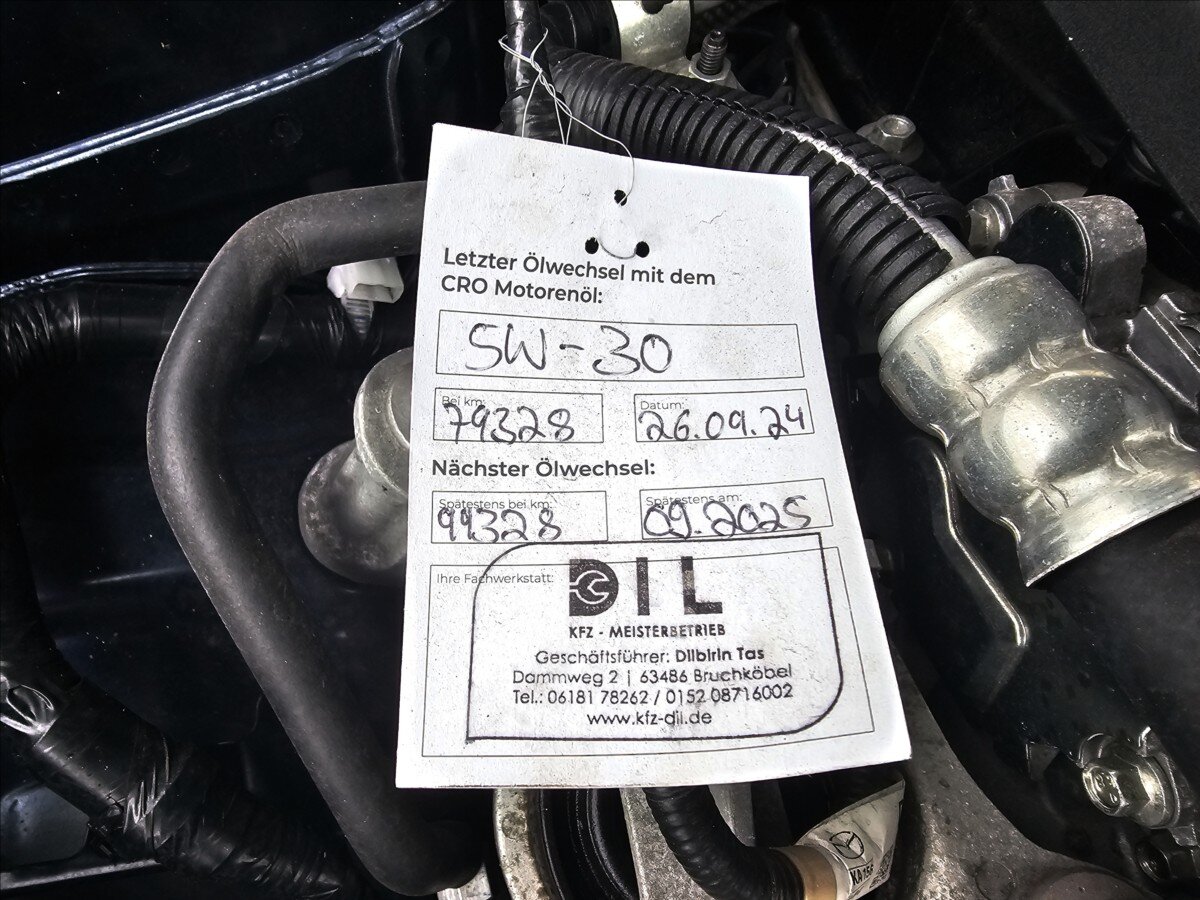 Letzter Ölwechsel mit dem
CRO Motorenöl:
5W-30
Bei km:
79328
Datum:
26.09.24
Nächster Ölwechsel:
Spätestens bei km:
99328
Spätestens am:
09.2025
Ihre Fachwerkstatt:
DIL
KFZ - MEISTERBETRIEB
Geschäftsführer: Dilbirin Tas
Dammweg 2 | 63486 Bruchköbel
Tel.: 06181 78262 / 0152 08716002
www.kfz-dil.de